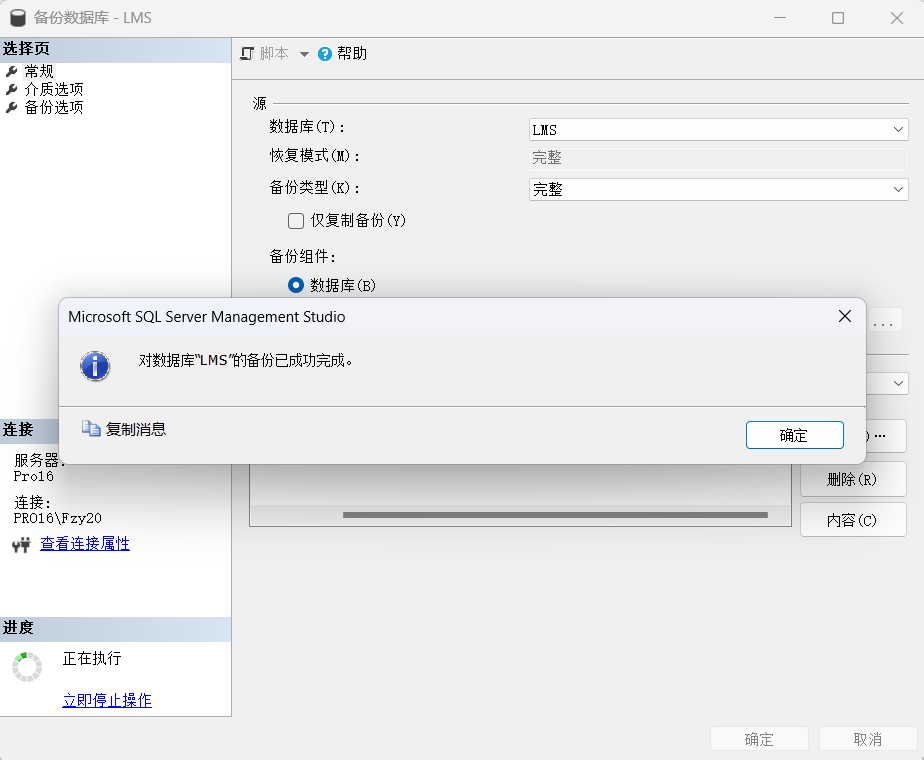 备份数据库 - LMS
选择页
常规
介质选项
备份选项
脚本
帮助
源
数据库(T):
LMS
恢复模式(M):
完整
备份类型(K):
完整
仅复制备份(Y)
备份组件:
数据库(B)
...
Microsoft SQL Server Management Studio
对数据库“LMS”的备份已成功完成。
复制消息
确定
连接
服务器:
Pro16
连接:
PRO16\Fzy20
查看连接属性
) ...
删除(R)
内容(C)
进度
正在执行
立即停止操作
确定
取消